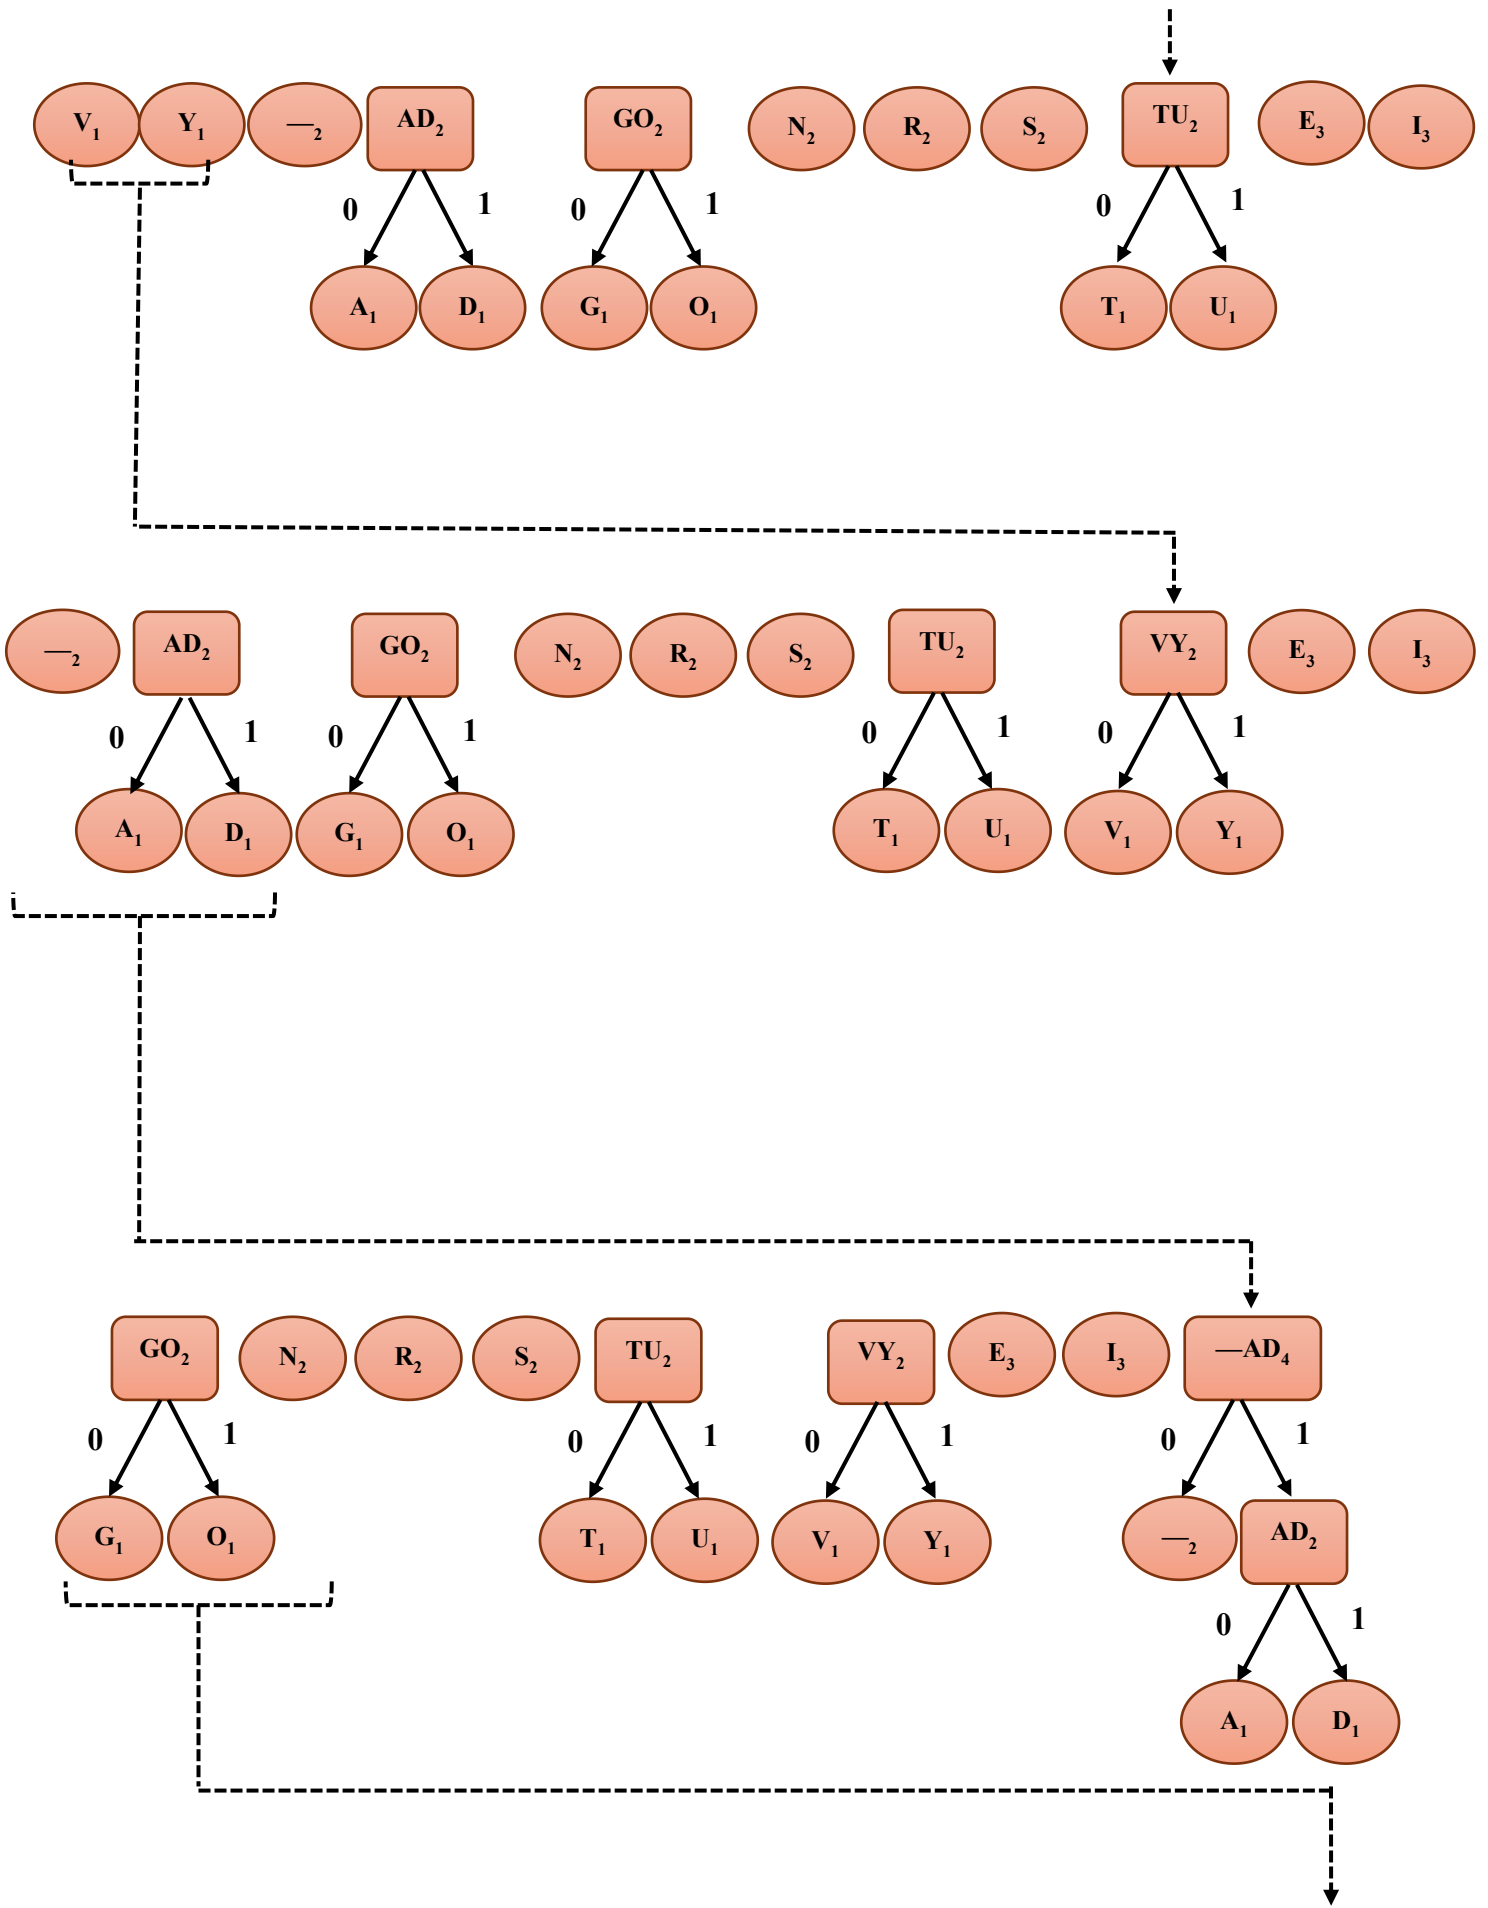 V₁ Y₁ —₂ AD₂ GO₂ N₂ R₂ S₂ TU₂ E₃ I₃
0 1 0 1 0 1
A₁ D₁ G₁ O₁ T₁ U₁
—₂ AD₂ GO₂ N₂ R₂ S₂ TU₂ VY₂ E₃ I₃
0 1 0 1 0 1 0 1
A₁ D₁ G₁ O₁ T₁ U₁ V₁ Y₁
GO₂ N₂ R₂ S₂ TU₂ VY₂ E₃ I₃ —AD₄
0 1 0 1 0 1 0 1
G₁ O₁ T₁ U₁ V₁ Y₁ —₂ AD₂
0 1
A₁ D₁